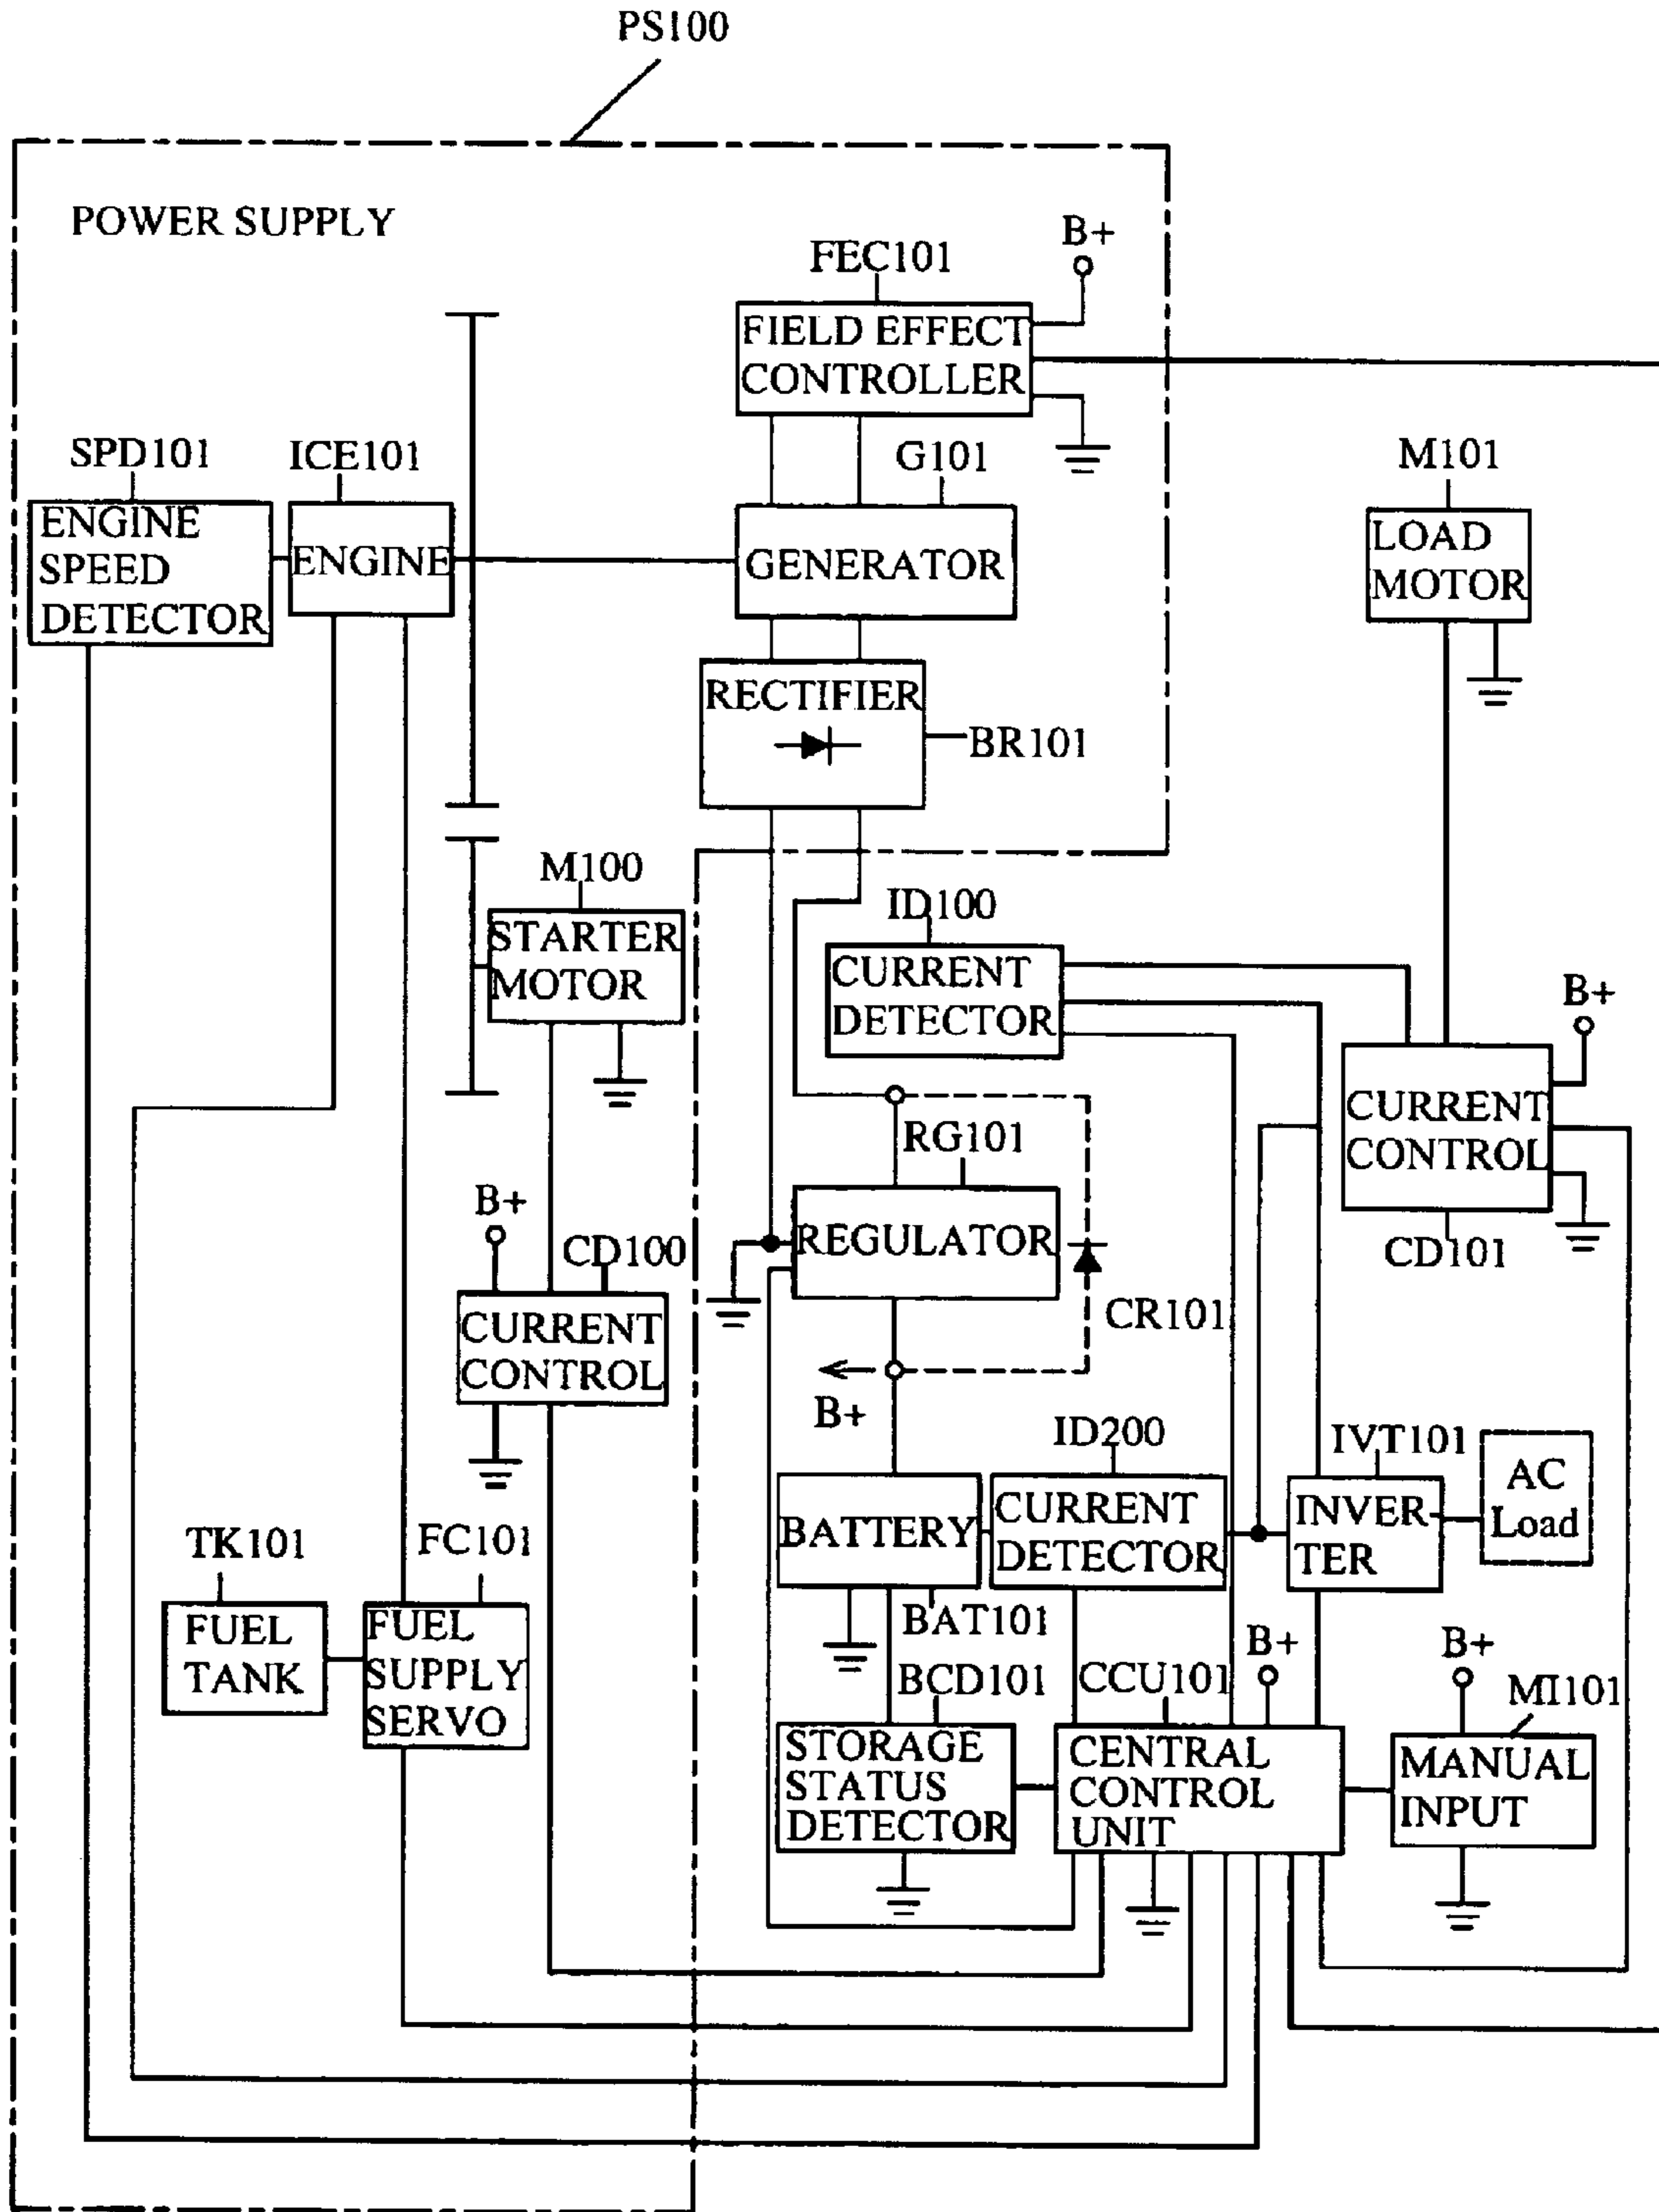 PS100
POWER SUPPLY
B+
FEC101
FIELD EFFECT
CONTROLLER
SPD101
ICE101
G101
M101
ENGINE
SPEED
DETECTOR
ENGINE
GENERATOR
LOAD
MOTOR
RECTIFIER
BR101
M100
STARTER
MOTOR
ID100
CURRENT
DETECTOR
B+
CURRENT
CONTROL
CD101
RG101
REGULATOR
CR101
B+
B+
CD100
CURRENT
CONTROL
ID200
IVT101
AC
Load
BATTERY
CURRENT
DETECTOR
INVER-
TER
TK101
FC101
FUEL
TANK
FUEL
SUPPLY
SERVO
BAT101
BCD101
CCU101
B+
B+
MI101
STORAGE
STATUS
DETECTOR
CENTRAL
CONTROL
UNIT
MANUAL
INPUT